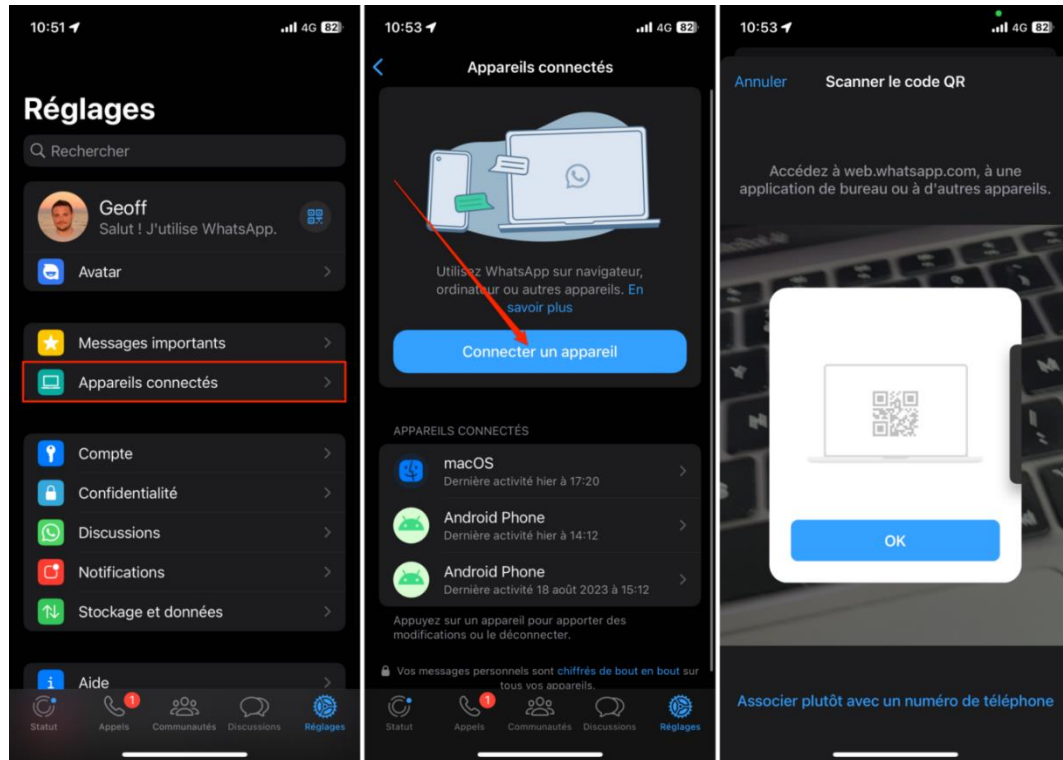 10:51
4G 82
Réglages
Rechercher
Geoff
Salut ! J'utilise WhatsApp.
Avatar
Messages importants
Appareils connectés
Compte
Confidentialité
Discussions
Notifications
Stockage et données
Aide
1
Statut
Appels
Communautés
Discussions
Réglages
10:53
4G 82
Appareils connectés
Utilisez WhatsApp sur navigateur,
ordinateur ou autres appareils. En
savoir plus
Connecter un appareil
APPAREILS CONNECTÉS
macOS
Dernière activité hier à 17:20
Android Phone
Dernière activité hier à 14:12
Android Phone
Dernière activité 18 août 2023 à 15:12
Appuyez sur un appareil pour apporter des
modifications ou le déconnecter.
Vos messages personnels sont chiffrés de bout en bout sur
tous vos appareils.
1
Statut
Appels
Communautés
Discussions
Réglages
10:53
4G 82
Annuler
Scanner le code QR
Accédez à web.whatsapp.com, à une
application de bureau ou à d'autres appareils.
OK
Associer plutôt avec un numéro de téléphone